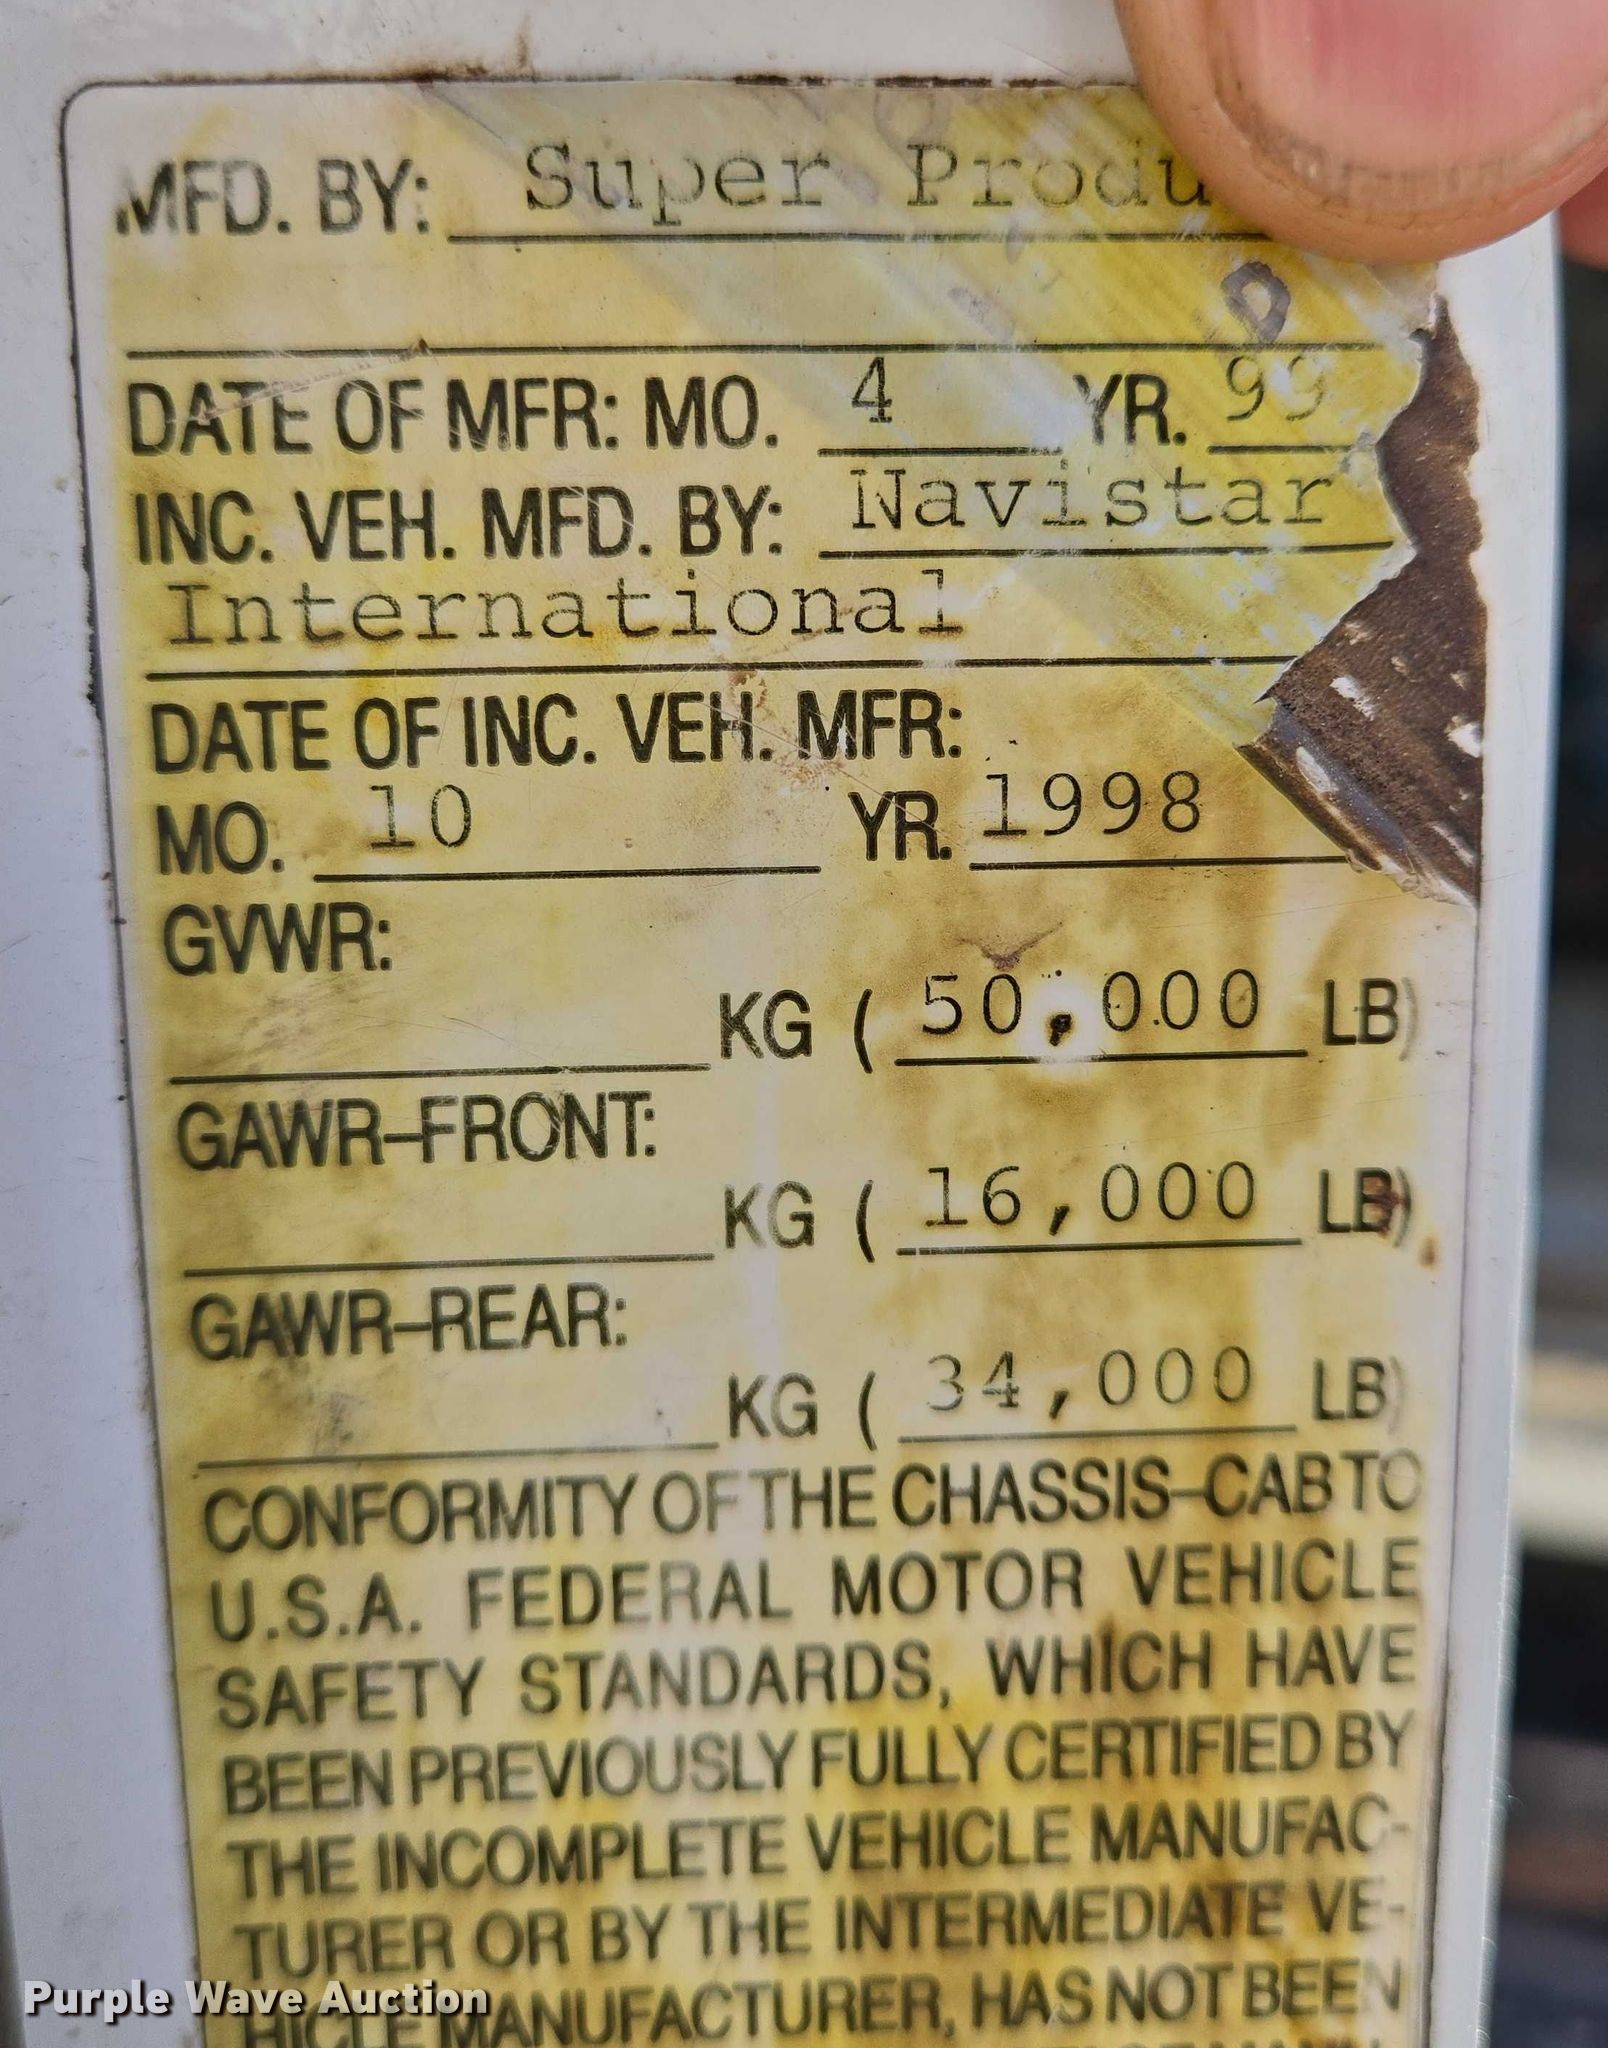 MFD. BY: Super Produ
D
DATE OF MFR: MO. 4 YR. 99
INC. VEH. MFD. BY: Navistar
International
DATE OF INC. VEH. MFR:
MO. 10 YR. 1998
GVWR:
KG ( 50,000 LB)
GAWR-FRONT:
KG ( 16,000 LB)
GAWR-REAR:
KG ( 34,000 LB)
CONFORMITY OF THE CHASSIS-CAB TO
U.S.A. FEDERAL MOTOR VEHICLE
SAFETY STANDARDS, WHICH HAVE
BEEN PREVIOUSLY FULLY CERTIFIED BY
THE INCOMPLETE VEHICLE MANUFAC-
TURER OR BY THE INTERMEDIATE VE-
HICLE MANUFACTURER, HAS NOT BEEN
Purple Wave Auction